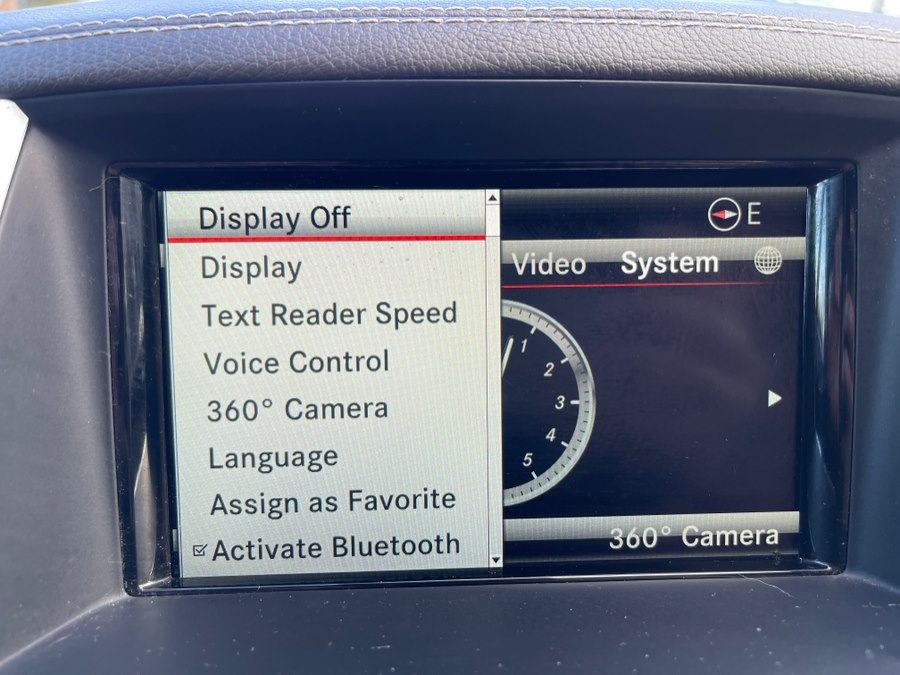 Display Off
Display
Text Reader Speed
Voice Control
360° Camera
Language
Assign as Favorite
Activate Bluetooth
E
Video System
1
2
3
4
5
360° Camera